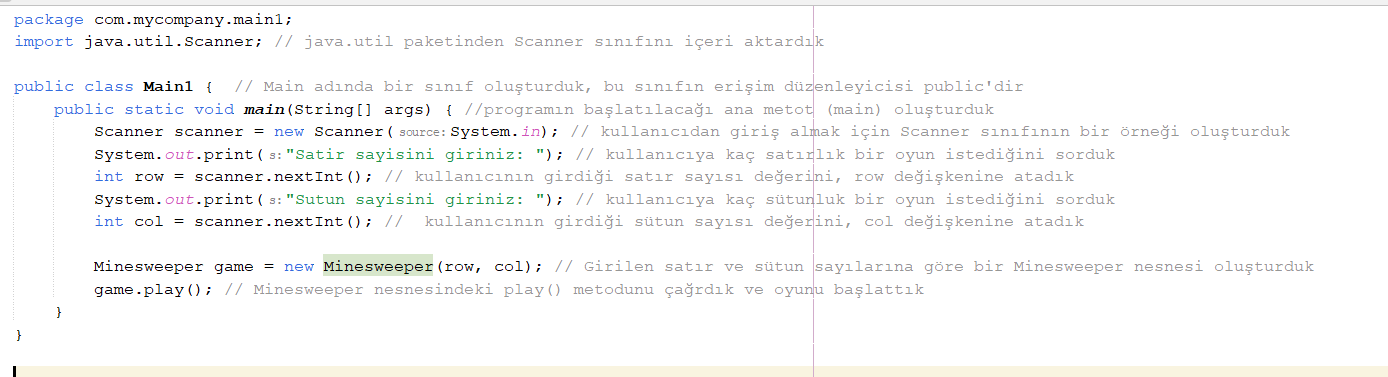 package com.mycompany.main1;
import java.util.Scanner; // java.util paketinden Scanner sınıfını içeri aktardık
public class Main1 {  // Main adında bir sınıf oluşturduk, bu sınıfın erişim düzenleyicisi public'dir
public static void main(String[] args) { //programın başlatılacağı ana metot (main) oluşturduk
Scanner scanner = new Scanner(source:System.in); // kullanıcıdan giriş almak için Scanner sınıfının bir örneği oluşturduk
System.out.print(s:"Satir sayisini giriniz: "); // kullanıcıya kaç satırlık bir oyun istediğini sorduk
int row = scanner.nextInt(); // kullanıcının girdiği satır sayısı değerini, row değişkenine atadık
System.out.print(s:"Sutun sayisini giriniz: "); // kullanıcıya kaç sütunluk bir oyun istediğini sorduk
int col = scanner.nextInt(); //  kullanıcının girdiği sütun sayısı değerini, col değişkenine atadık
Minesweeper game = new Minesweeper(row, col); // Girilen satır ve sütun sayılarına göre bir Minesweeper nesnesi oluşturduk
game.play(); // Minesweeper nesnesindeki play() metodunu çağrdık ve oyunu başlattık
}
}